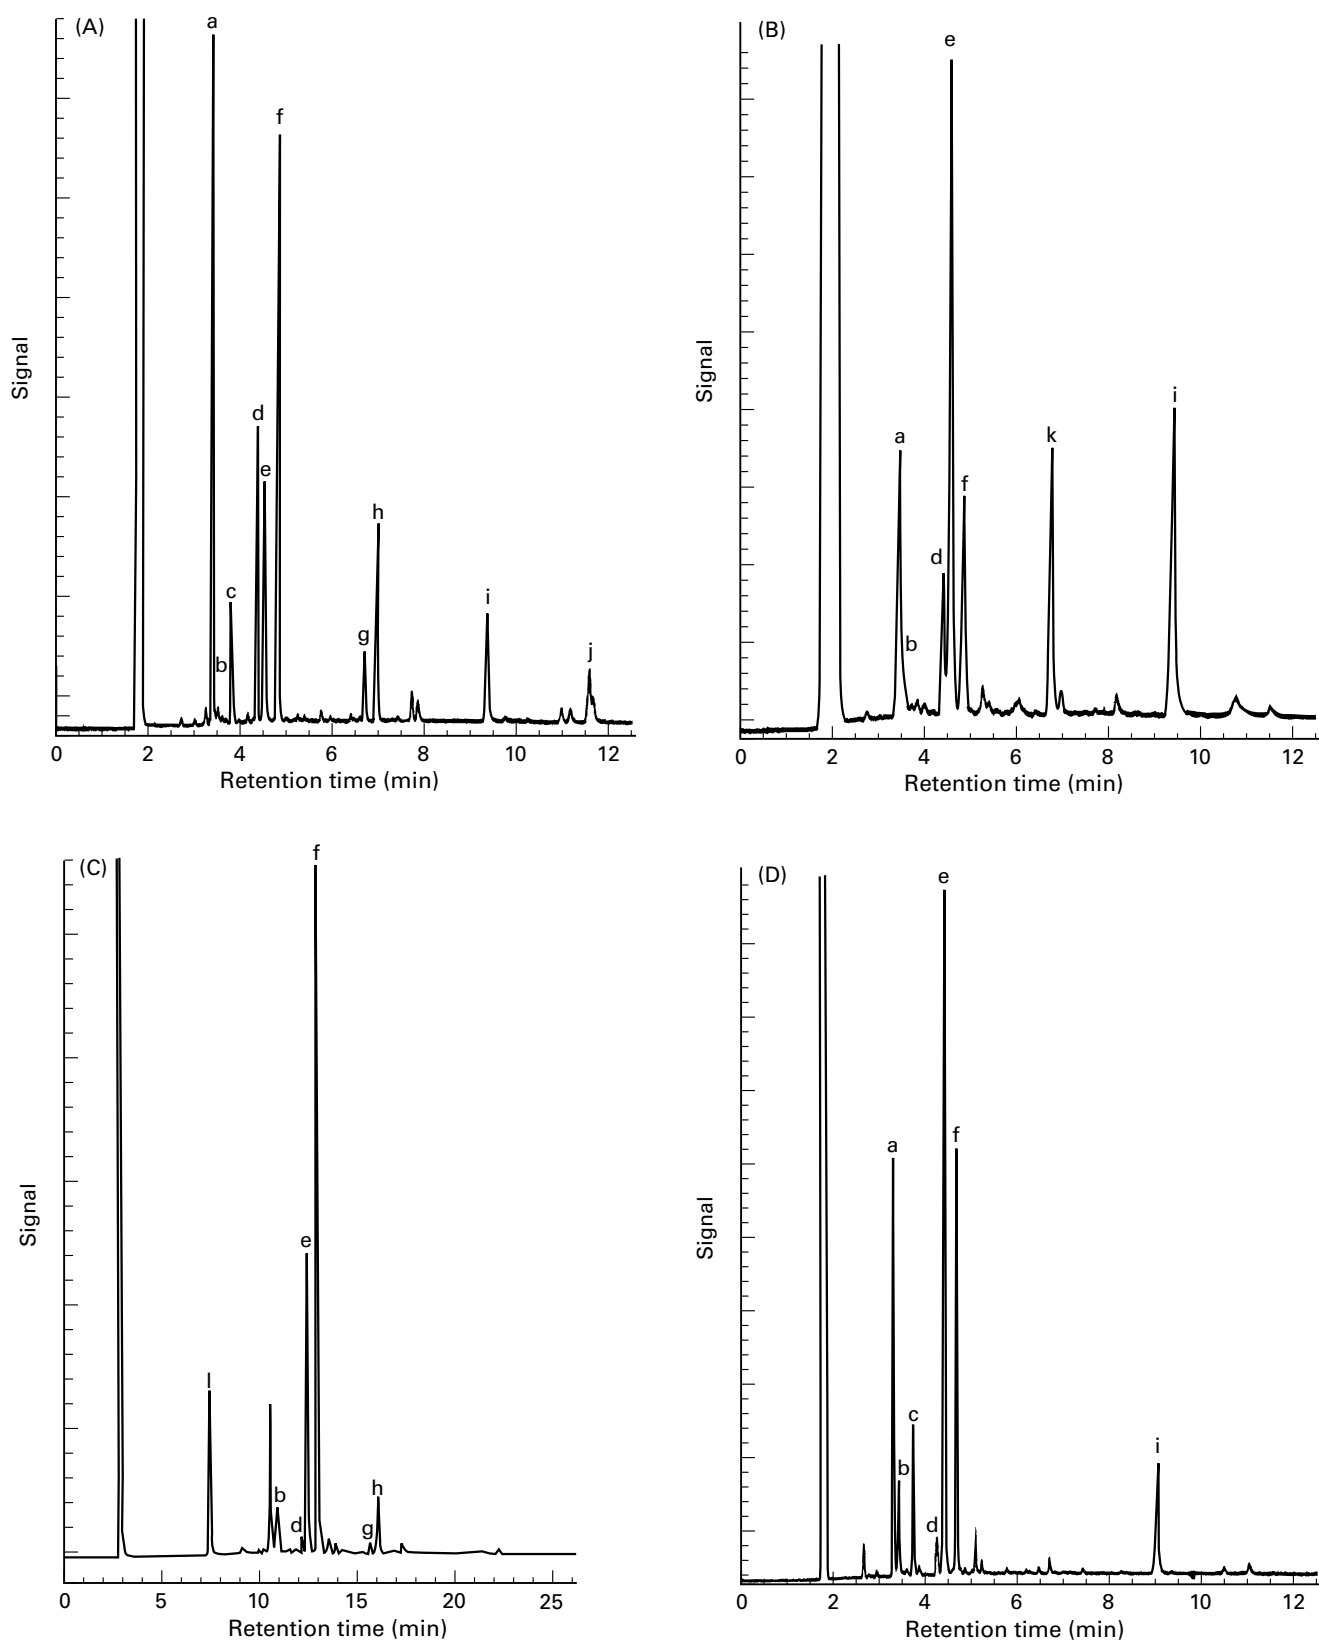 (A)
a
f
d
e
h
c
i
g
j
b
Signal
0 2 4 6 8 10 12
Retention time (min)
(B)
e
i
k
a
f
d
b
Signal
0 2 4 6 8 10 12
Retention time (min)
(C)
f
e
l
b
h
d
g
Signal
0 5 10 15 20 25
Retention time (min)
(D)
e
f
a
c
i
b
d
Signal
0 2 4 6 8 10 12
Retention time (min)